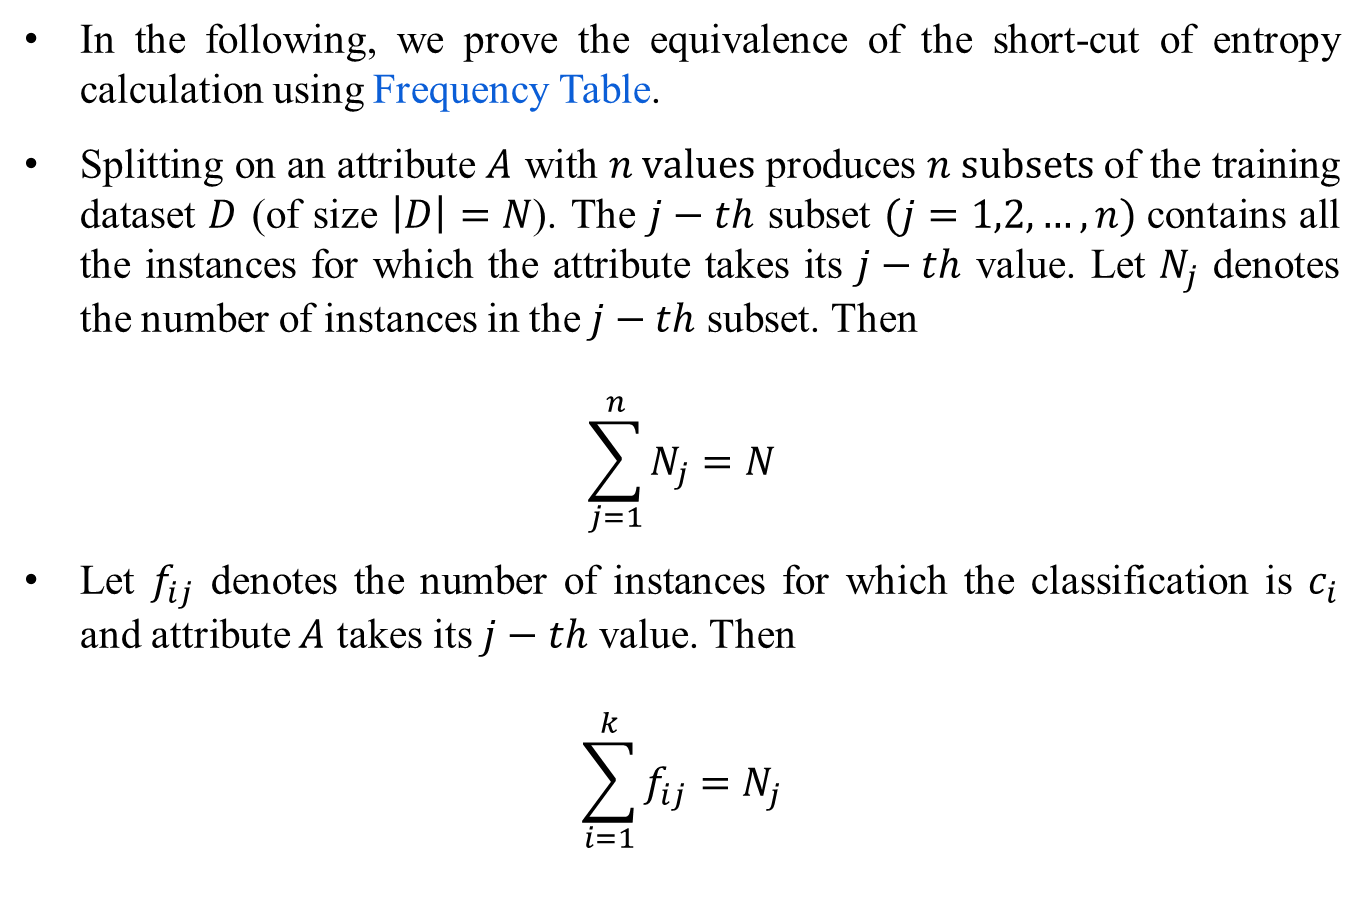 • In the following, we prove the equivalence of the short-cut of entropy
calculation using Frequency Table.
• Splitting on an attribute A with n values produces n subsets of the training
dataset D (of size |D| = N). The j − th subset (j = 1,2, … , n) contains all
the instances for which the attribute takes its j − th value. Let N_j denotes
the number of instances in the j − th subset. Then
\sum_{j=1}^{n} N_j = N
• Let f_{ij} denotes the number of instances for which the classification is c_i
and attribute A takes its j − th value. Then
\sum_{i=1}^{k} f_{ij} = N_j